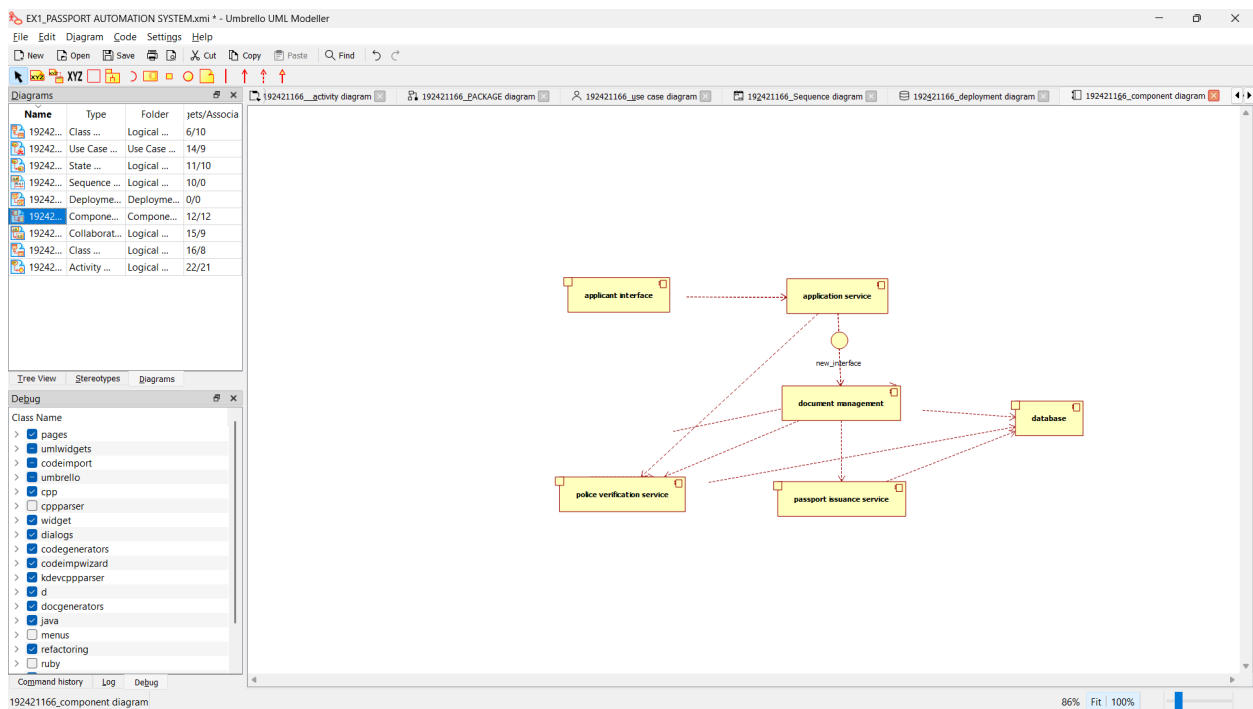 EX1_PASSPORT AUTOMATION SYSTEM.xmi * - Umbrello UML Modeller
File Edit Diagram Code Settings Help
New Open Save Cut Copy Paste Find
XYZ XYZ
Diagrams
192421166__activity diagram 192421166_PACKAGE diagram 192421166_use case diagram 192421166_Sequence diagram 192421166_deployment diagram 192421166_component diagram
Name Type Folder jets/Associa
19242... Class ... Logical ... 6/10
19242... Use Case ... Use Case ... 14/9
19242... State ... Logical ... 11/10
19242... Sequence ... Logical ... 10/0
19242... Deployme... Deployme... 0/0
19242... Compone... Compone... 12/12
19242... Collaborat... Logical ... 15/9
19242... Class ... Logical ... 16/8
19242... Activity ... Logical ... 22/21
Tree View Stereotypes Diagrams
Debug
Class Name
pages
umlwidgets
codeimport
umbrello
cpp
cppparser
widget
dialogs
codegenerators
codeimpwizard
kdevcppparser
d
docgenerators
java
menus
refactoring
ruby
Command history Log Debug
applicant interface
application service
new_interface
document management
database
police verification service
passport issuance service
192421166_component diagram
86% Fit 100%